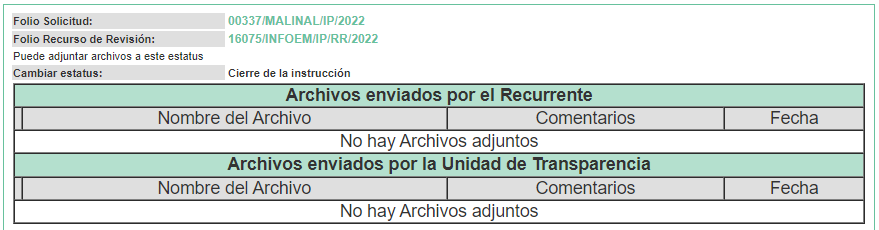 Folio Solicitud: 00337/MALINAL/IP/2022
Folio Recurso de Revisión: 16075/INFOEM/IP/RR/2022
Puede adjuntar archivos a este estatus
Cambiar estatus: Cierre de la instrucción
Archivos enviados por el Recurrente
Nombre del Archivo Comentarios Fecha
No hay Archivos adjuntos
Archivos enviados por la Unidad de Transparencia
Nombre del Archivo Comentarios Fecha
No hay Archivos adjuntos